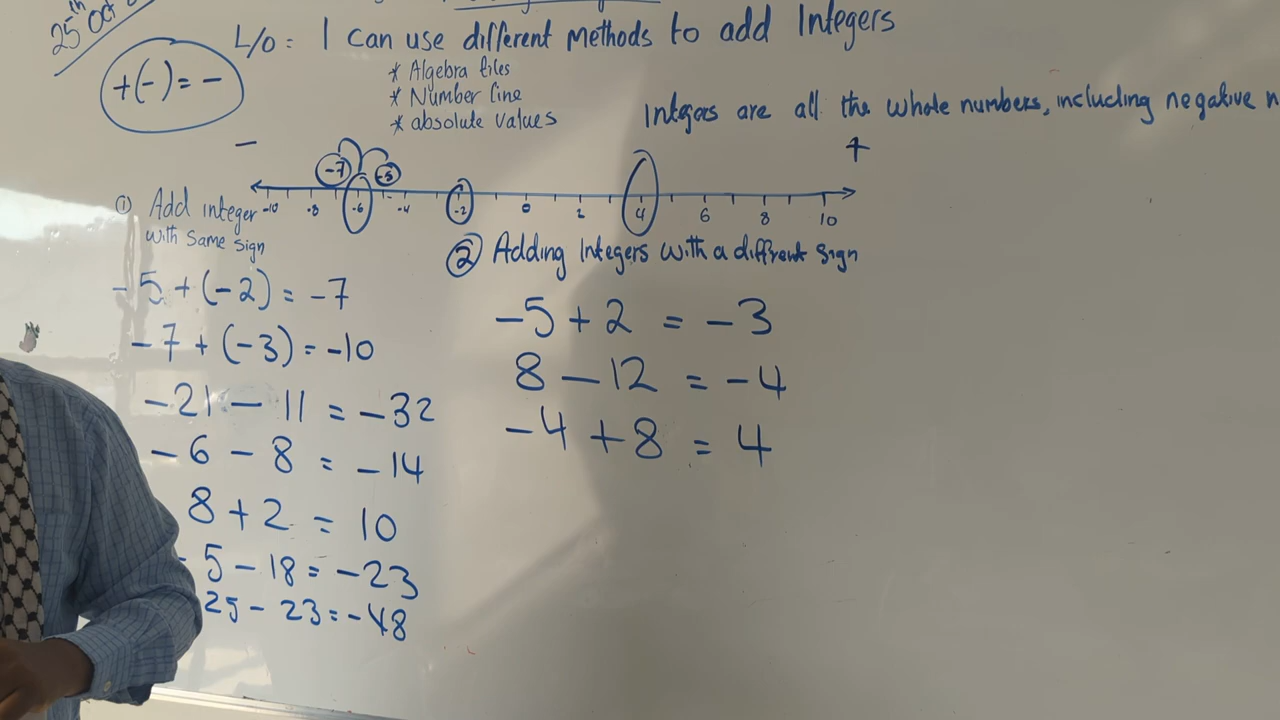 25th Oct
+(-) = -
L/O: I can use different methods to add Integers
* Algebra tiles
* Number line
* absolute values
Integers are all the whole numbers, including negative n
- +
-7 -5
-10 -8 -6 -4 -2 0 2 4 6 8 10
① Add integer
with same sign
-5 + (-2) = -7
-7 + (-3) = -10
-21 - 11 = -32
-6 - 8 = -14
8 + 2 = 10
-5 - 18 = -23
25 - 23 = -48
② Adding Integers with a different sign
-5 + 2 = -3
8 - 12 = -4
-4 + 8 = 4